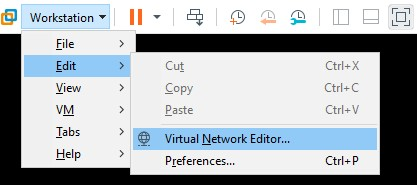 Workstation
File
Edit
View
VM
Tabs
Help
Cut Ctrl+X
Copy Ctrl+C
Paste Ctrl+V
Virtual Network Editor...
Preferences... Ctrl+P